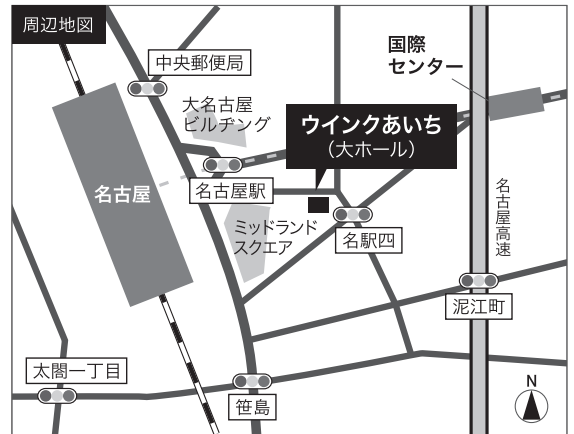 周辺地図
中央郵便局
国際
センター
大名古屋
ビルヂング
ウインクあいち
（大ホール）
名古屋
名古屋駅
名古屋高速
ミッドランド
スクエア
名駅四
泥江町
太閤一丁目
笹島
N